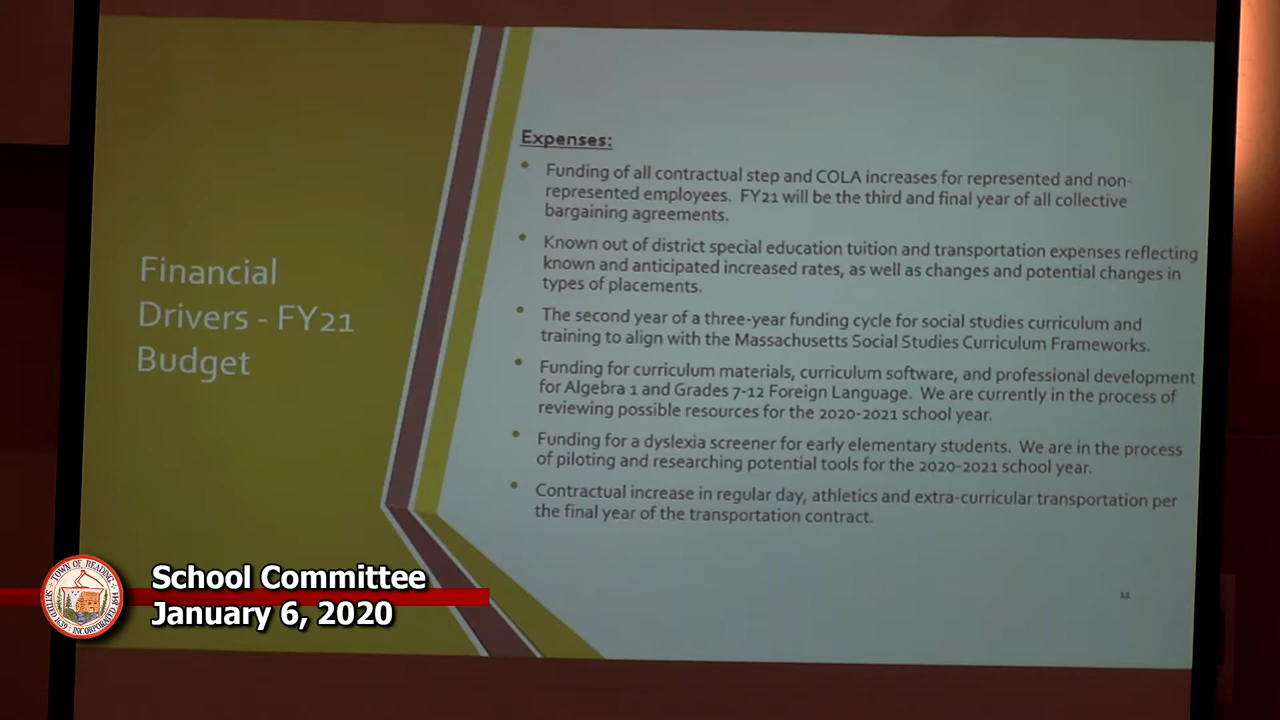 Financial
Drivers - FY21
Budget
Expenses:
• Funding of all contractual step and COLA increases for represented and non-
represented employees. FY21 will be the third and final year of all collective
bargaining agreements.
• Known out of district special education tuition and transportation expenses reflecting
known and anticipated increased rates, as well as changes and potential changes in
types of placements.
• The second year of a three-year funding cycle for social studies curriculum and
training to align with the Massachusetts Social Studies Curriculum Frameworks.
• Funding for curriculum materials, curriculum software, and professional development
for Algebra 1 and Grades 7-12 Foreign Language. We are currently in the process of
reviewing possible resources for the 2020-2021 school year.
• Funding for a dyslexia screener for early elementary students. We are in the process
of piloting and researching potential tools for the 2020-2021 school year.
• Contractual increase in regular day, athletics and extra-curricular transportation per
the final year of the transportation contract.
11
TOWN OF READING
SETTLED 1639 INCORPORATED 1644
School Committee
January 6, 2020